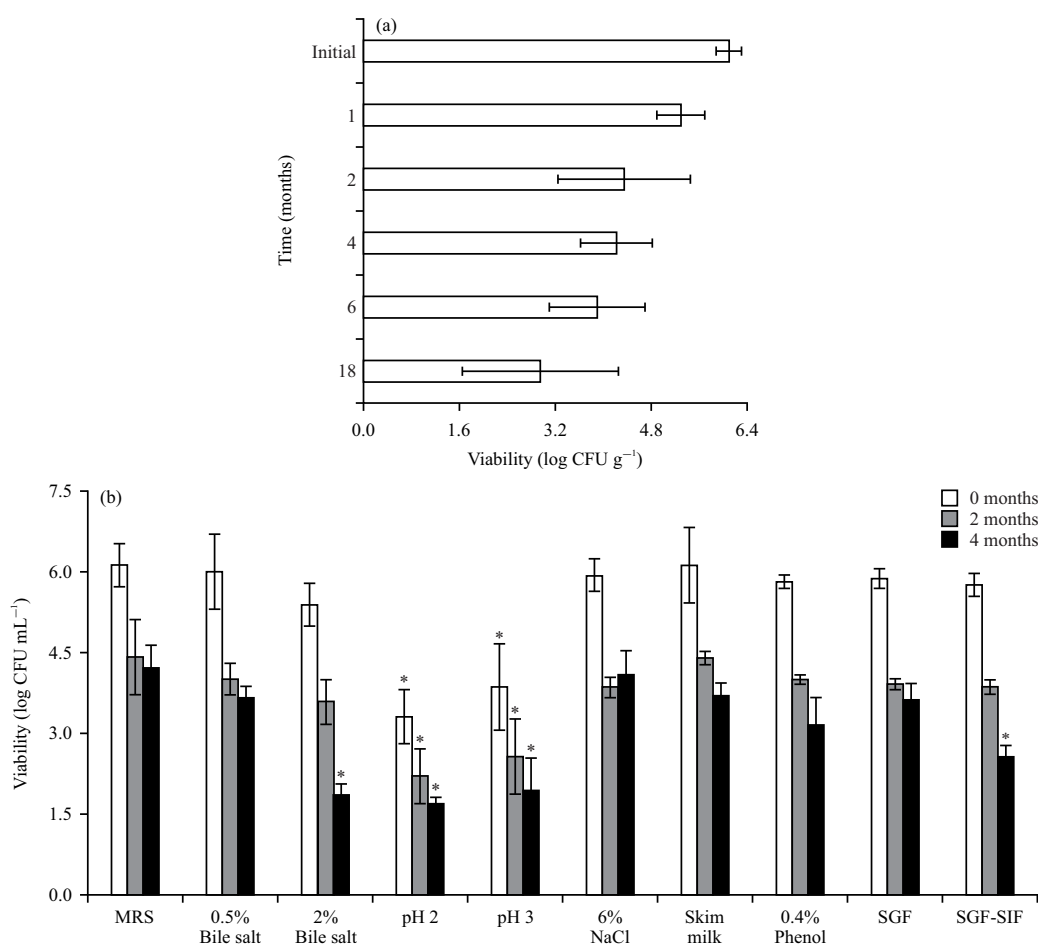 (a)
Initial
1
2
4
6
18
Time (months)
0.0 1.6 3.2 4.8 6.4
Viability (log CFU g⁻¹)
(b)
0 months
2 months
4 months
7.5
6.0
4.5
3.0
1.5
0.0
Viability (log CFU mL⁻¹)
* * * * * * * *
MRS 0.5% 2% pH 2 pH 3 6% Skim 0.4% SGF SGF-SIF
Bile salt Bile salt NaCl milk Phenol